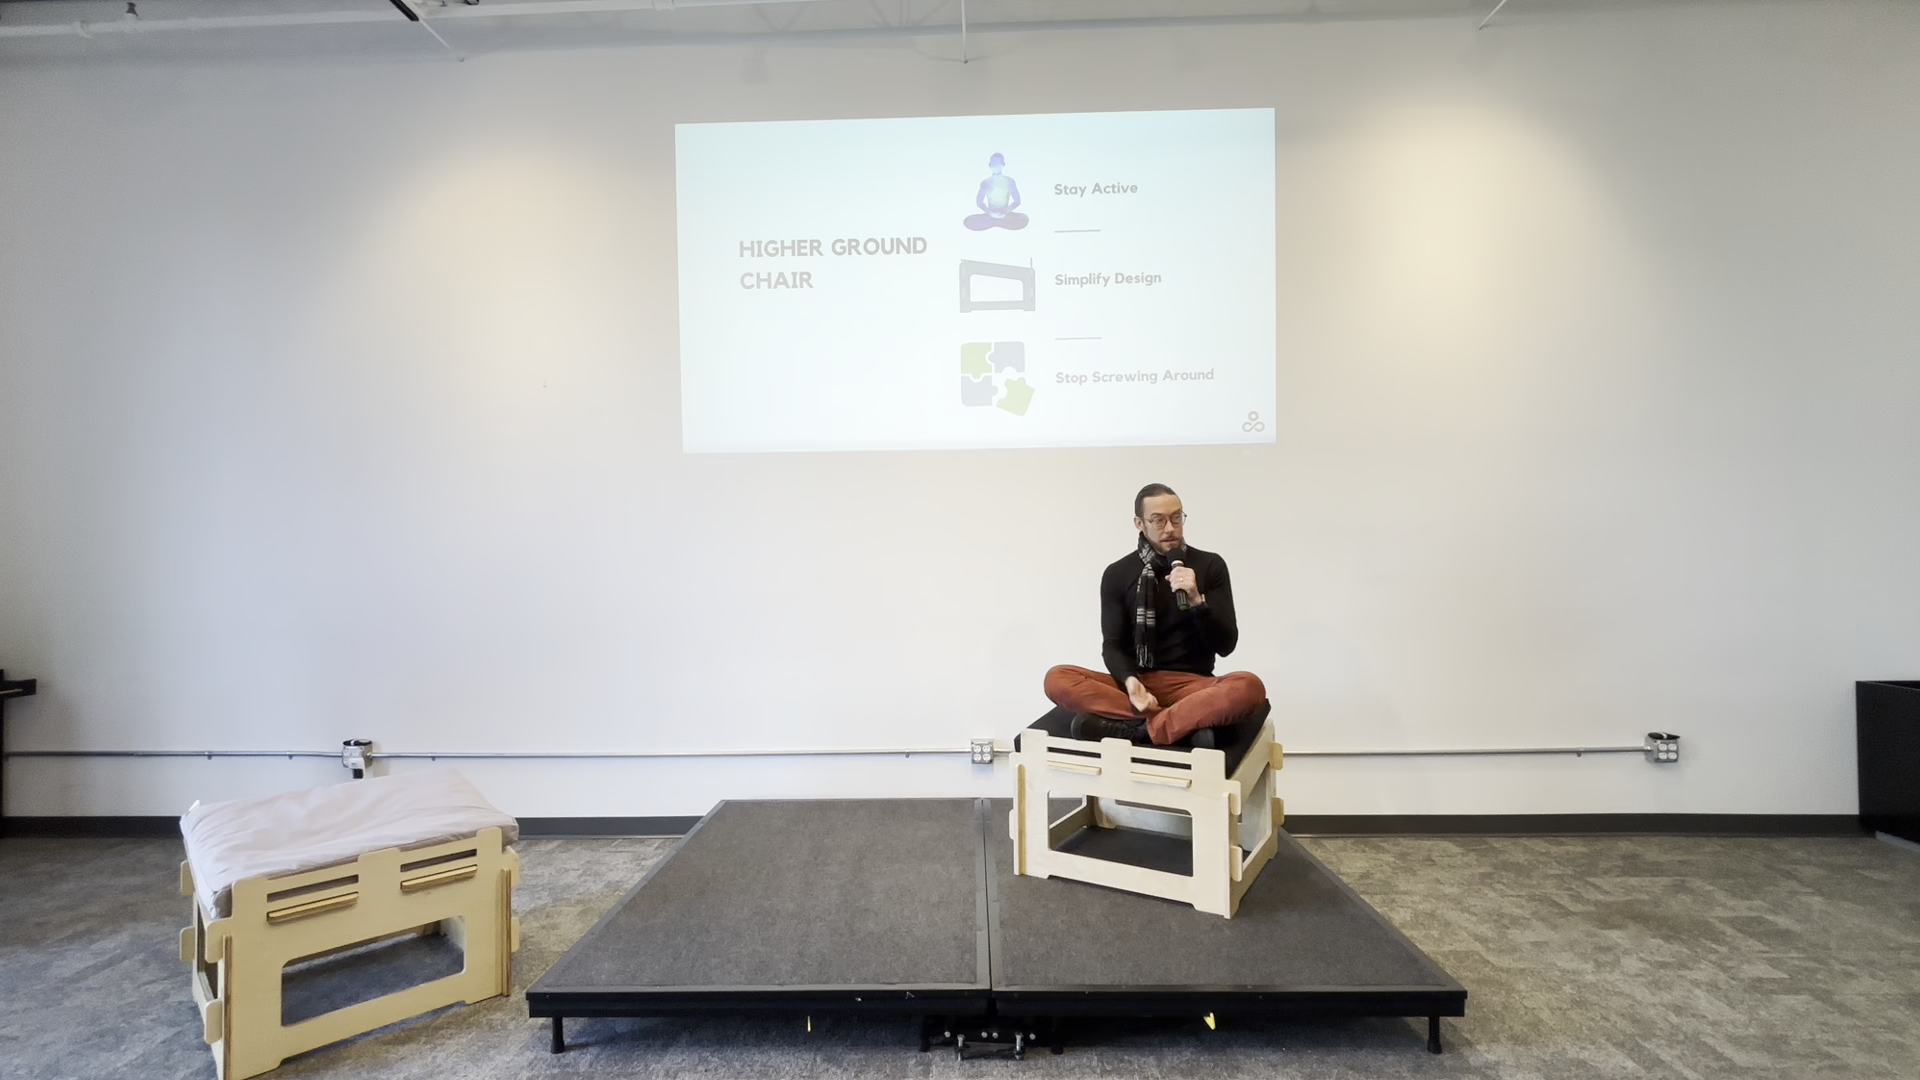 HIGHER GROUND
CHAIR
Stay Active
Simplify Design
Stop Screwing Around